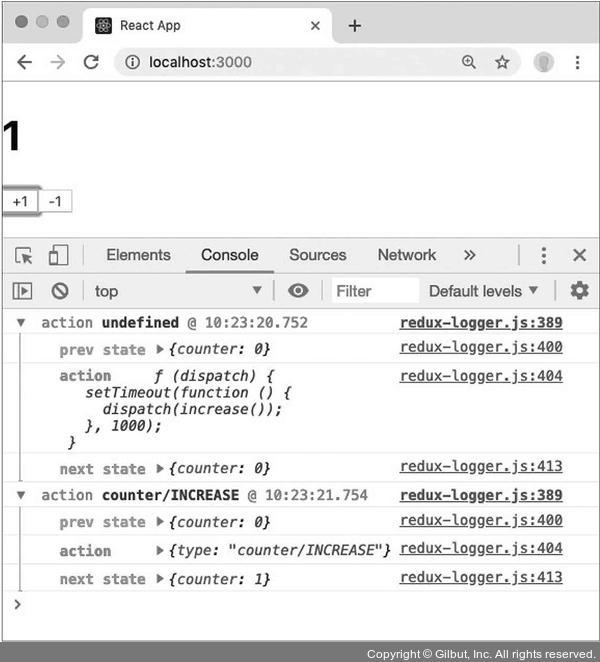 React App
localhost:3000
1
+1 -1
Elements Console Sources Network »
top Filter Default levels ▼
▼ action undefined @ 10:23:20.752 redux-logger.js:389
prev state ▶{counter: 0} redux-logger.js:400
action f (dispatch) { redux-logger.js:404
setTimeout(function () {
dispatch(increase());
}, 1000);
}
next state ▶{counter: 0} redux-logger.js:413
▼ action counter/INCREASE @ 10:23:21.754 redux-logger.js:389
prev state ▶{counter: 0} redux-logger.js:400
action ▶{type: "counter/INCREASE"} redux-logger.js:404
next state ▶{counter: 1} redux-logger.js:413
>
Copyright © Gilbut, Inc. All rights reserved.